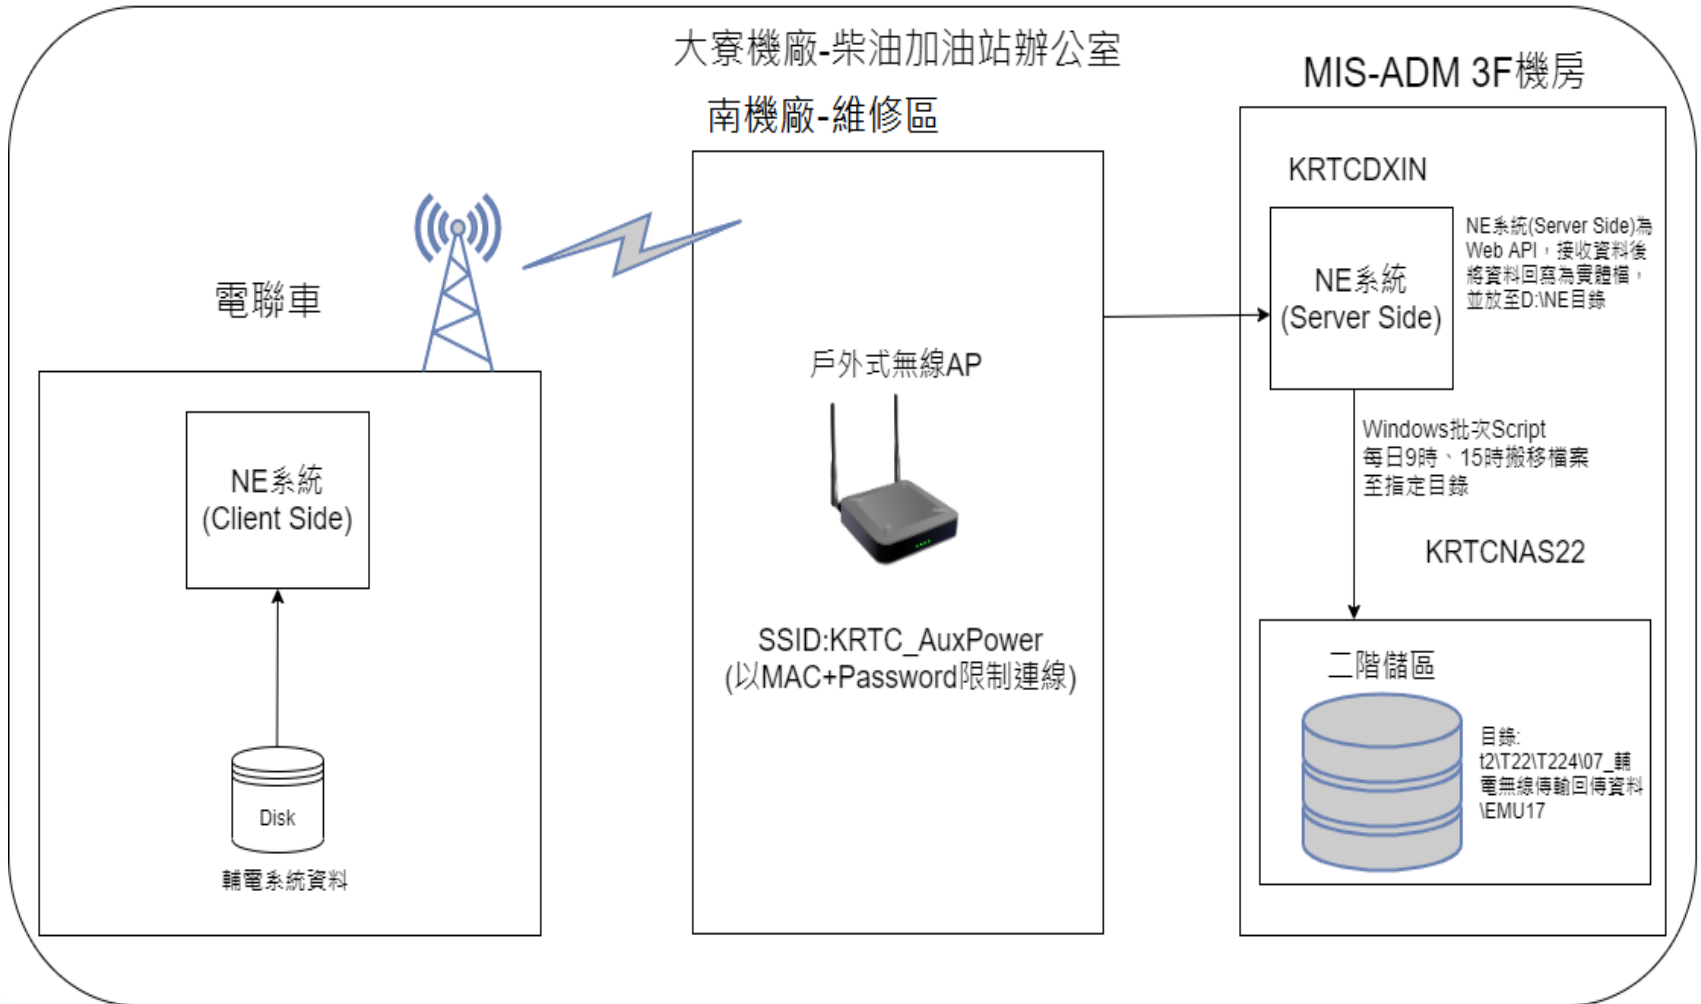 大寮機廠-柴油加油站辦公室
南機廠-維修區
MIS-ADM 3F機房
電聯車
NE系統
(Client Side)
Disk
輔電系統資料
戶外式無線AP
SSID:KRTC_AuxPower
(以MAC+Password限制連線)
KRTCDXIN
NE系統
(Server Side)
NE系統(Server Side)為
Web API，接收資料後
將資料回寫為實體檔，
並放至D:\NE目錄
Windows批次Script
每日9時、15時搬移檔案
至指定目錄
KRTCNAS22
二階儲區
目錄:
t2\T22\T224\07_輔
電無線傳輸回傳資料
\EMU17